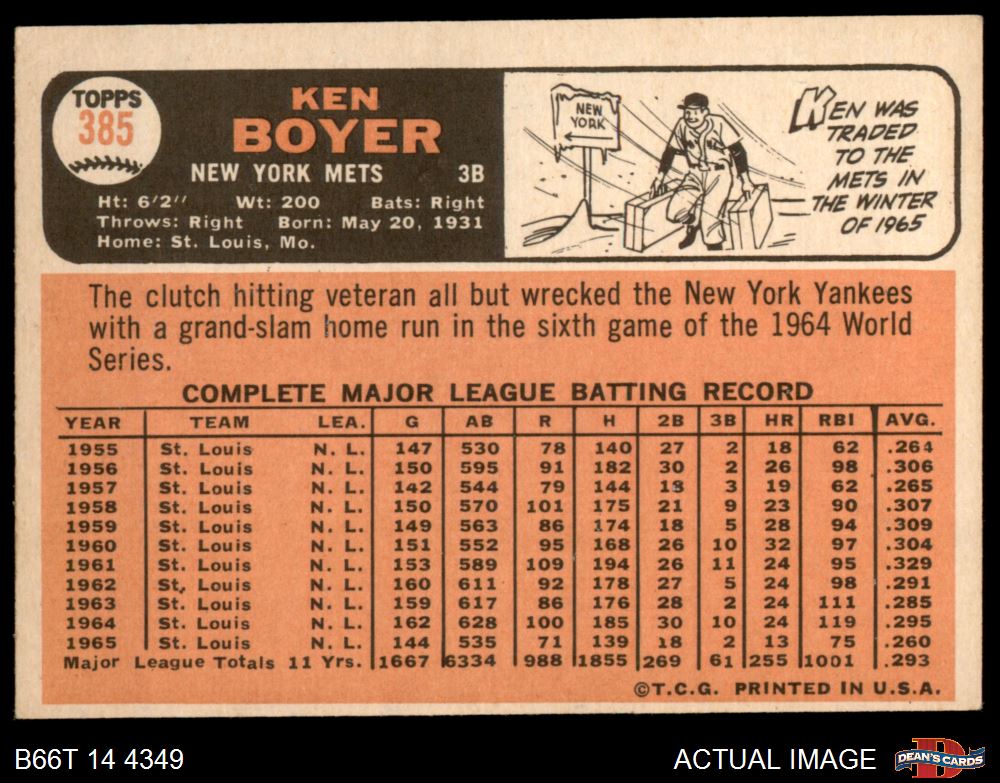 TOPPS
385
KEN
BOYER
NEW YORK METS 3B
Ht: 6'2" Wt: 200 Bats: Right
Throws: Right Born: May 20, 1931
Home: St. Louis, Mo.
NEW
YORK
KEN WAS
TRADED
TO THE
METS IN
THE WINTER
OF 1965
The clutch hitting veteran all but wrecked the New York Yankees
with a grand-slam home run in the sixth game of the 1964 World
Series.
COMPLETE MAJOR LEAGUE BATTING RECORD
YEAR TEAM LEA. G AB R H 2B 3B HR RBI AVG.
1955 St. Louis N. L. 147 530 78 140 27 2 18 62 .264
1956 St. Louis N. L. 150 595 91 182 30 2 26 98 .306
1957 St. Louis N. L. 142 544 79 144 18 3 19 62 .265
1958 St. Louis N. L. 150 570 101 175 21 9 23 90 .307
1959 St. Louis N. L. 149 563 86 174 18 5 28 94 .309
1960 St. Louis N. L. 151 552 95 168 26 10 32 97 .304
1961 St. Louis N. L. 153 589 109 194 26 11 24 95 .329
1962 St. Louis N. L. 160 611 92 178 27 5 24 98 .291
1963 St. Louis N. L. 159 617 86 176 28 2 24 111 .285
1964 St. Louis N. L. 162 628 100 185 30 10 24 119 .295
1965 St. Louis N. L. 144 535 71 139 18 2 13 75 .260
Major League Totals 11 Yrs. 1667 6334 988 1855 269 61 255 1001 .293
©T.C.G. PRINTED IN U.S.A.
B66T 14 4349
ACTUAL IMAGE
D
DEAN'S CARDS